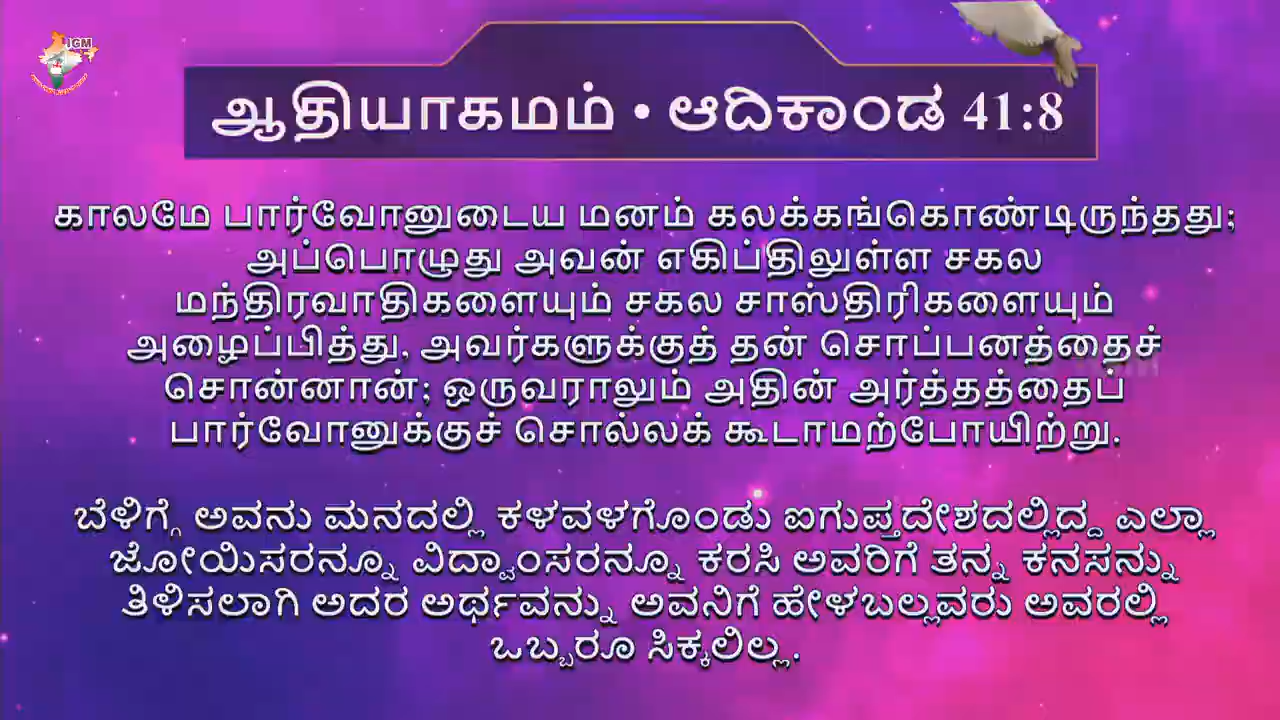 IGM
ஆதியாகமம் • ಆದಿಕಾಂಡ 41:8
காலமே பார்வோனுடைய மனம் கலக்கங்கொண்டிருந்தது;
அப்பொழுது அவன் எகிப்திலுள்ள சகல
மந்திரவாதிகளையும் சகல சாஸ்திரிகளையும்
அழைப்பித்து, அவர்களுக்குத் தன் சொப்பனத்தைச்
சொன்னான்; ஒருவராலும் அதின் அர்த்தத்தைப்
பார்வோனுக்குச் சொல்லக் கூடாமற்போயிற்று.
ಬೆಳಿಗ್ಗೆ ಅವನು ಮನದಲ್ಲಿ ಕಳವಳಗೊಂಡು ಐಗುಪ್ತದೇಶದಲ್ಲಿದ್ದ ಎಲ್ಲಾ
ಜೋಯಿಸರನ್ನೂ ವಿದ್ವಾಂಸರನ್ನೂ ಕರಸಿ ಅವರಿಗೆ ತನ್ನ ಕನಸನ್ನು
ತಿಳಿಸಲಾಗಿ ಅದರ ಅರ್ಥವನ್ನು ಅವನಿಗೆ ಹೇಳಬಲ್ಲವರು ಅವರಲ್ಲಿ
ಒಬ್ಬರೂ ಸಿಕ್ಕಲಿಲ್ಲ.